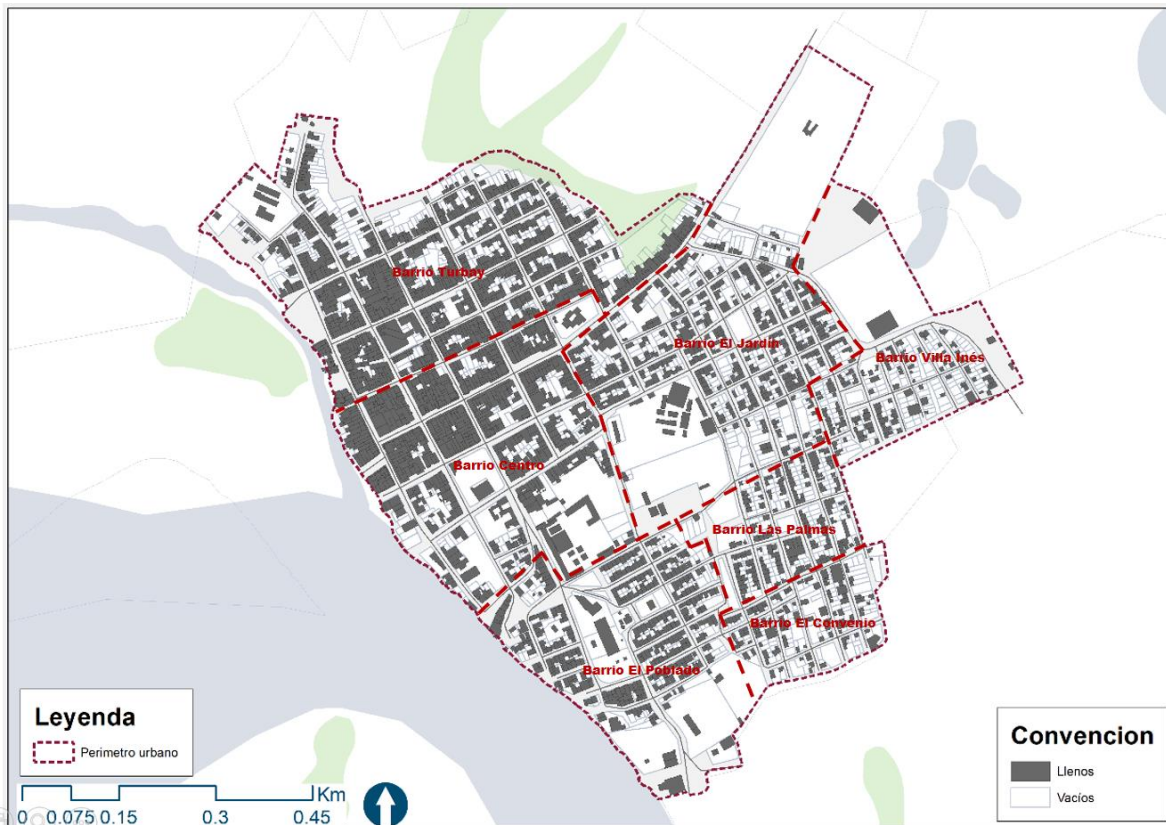 Barrio Turbay
Barrio El Jardín
Barrio Villa Inés
Barrio Centro
Barrio Las Palmas
Barrio El Convenio
Barrio El Poblado
Leyenda
Perimetro urbano
Km
0 0.075 0.15 0.3 0.45
Convencion
Llenos
Vacíos